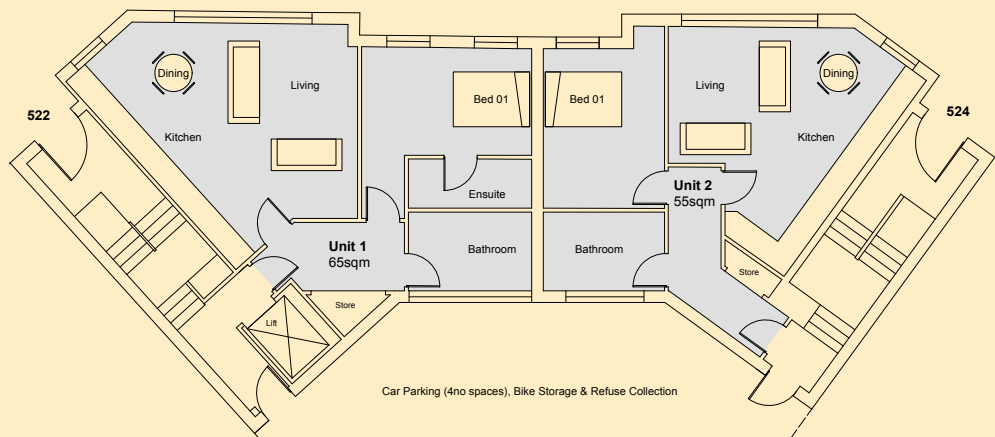 522
Dining
Living
Kitchen
Bed 01
Ensuite
Unit 1
65sqm
Bathroom
Store
Lift
Bed 01
Living
Dining
Kitchen
524
Unit 2
55sqm
Bathroom
Store
Car Parking (4no spaces), Bike Storage & Refuse Collection